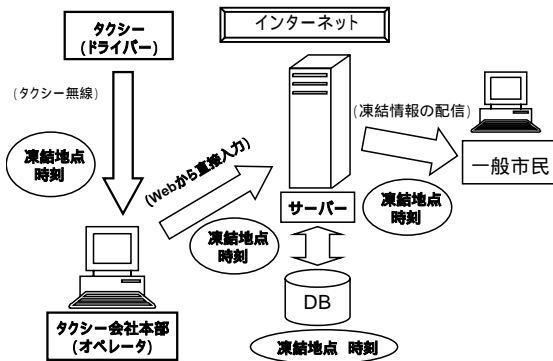 タクシー
(ドライバー)
インターネット
(タクシー無線)
凍結地点
時刻
(Webから直接入力)
(凍結情報の配信)
一般市民
サーバー
凍結地点
時刻
凍結地点
時刻
DB
タクシー会社本部
(オペレータ)
凍結地点 時刻